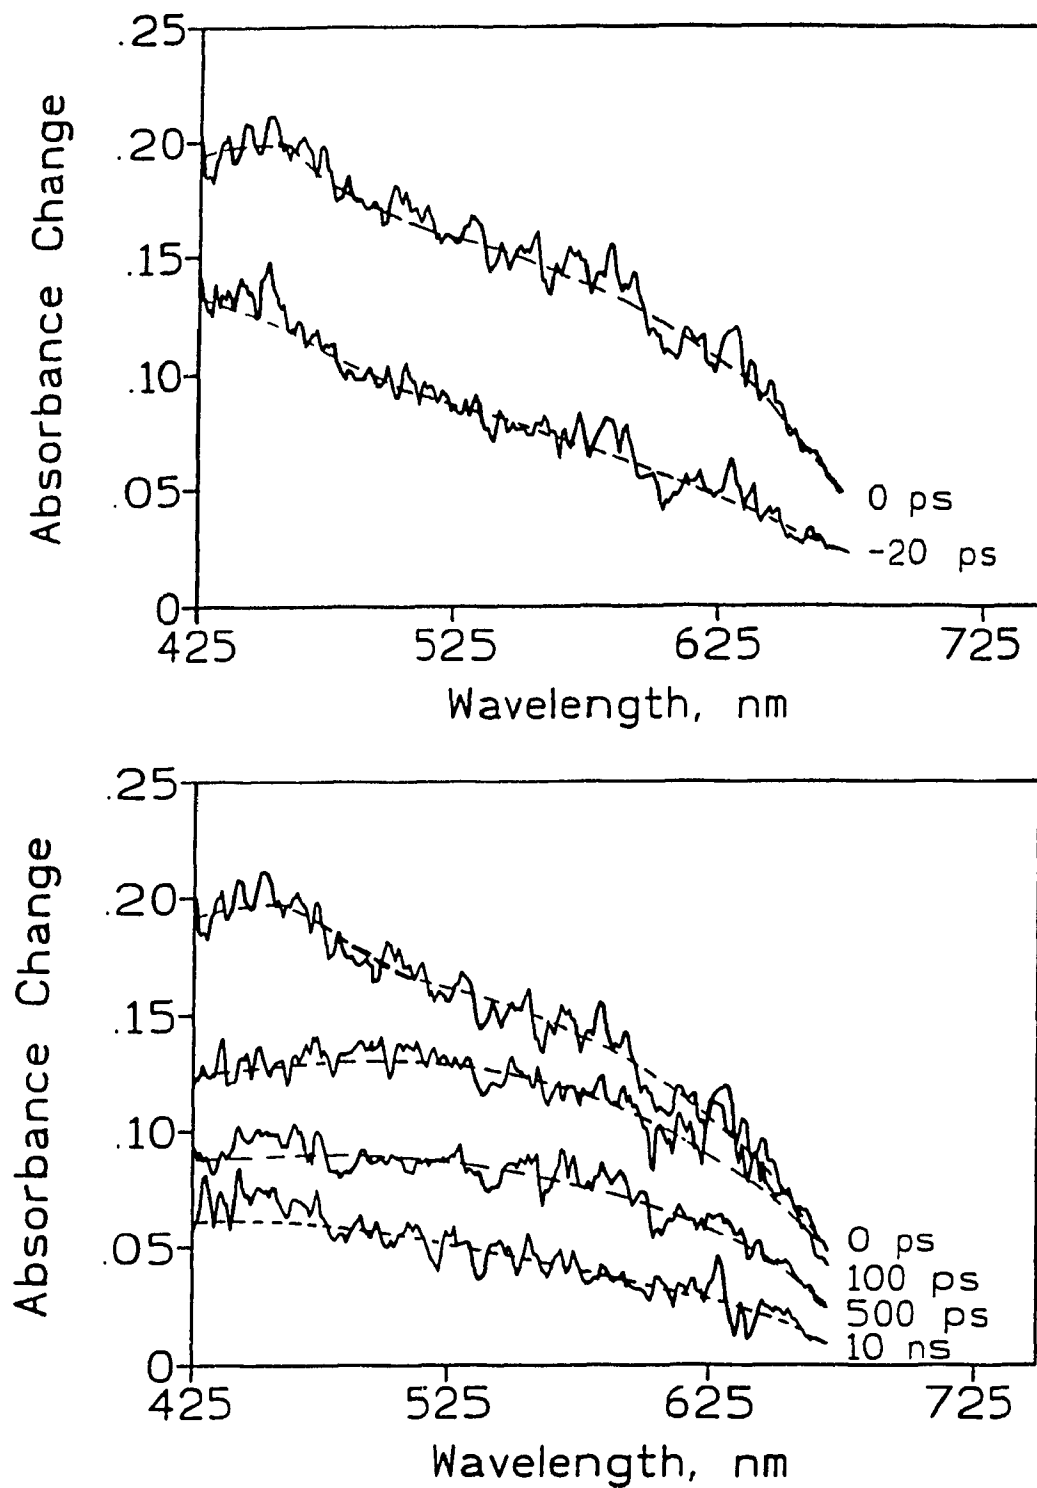 .25
.20
.15
.10
.05
0
Absorbance Change
0 ps
-20 ps
425 525 625 725
Wavelength, nm
.25
.20
.15
.10
.05
0
Absorbance Change
0 ps
100 ps
500 ps
10 ns
425 525 625 725
Wavelength, nm